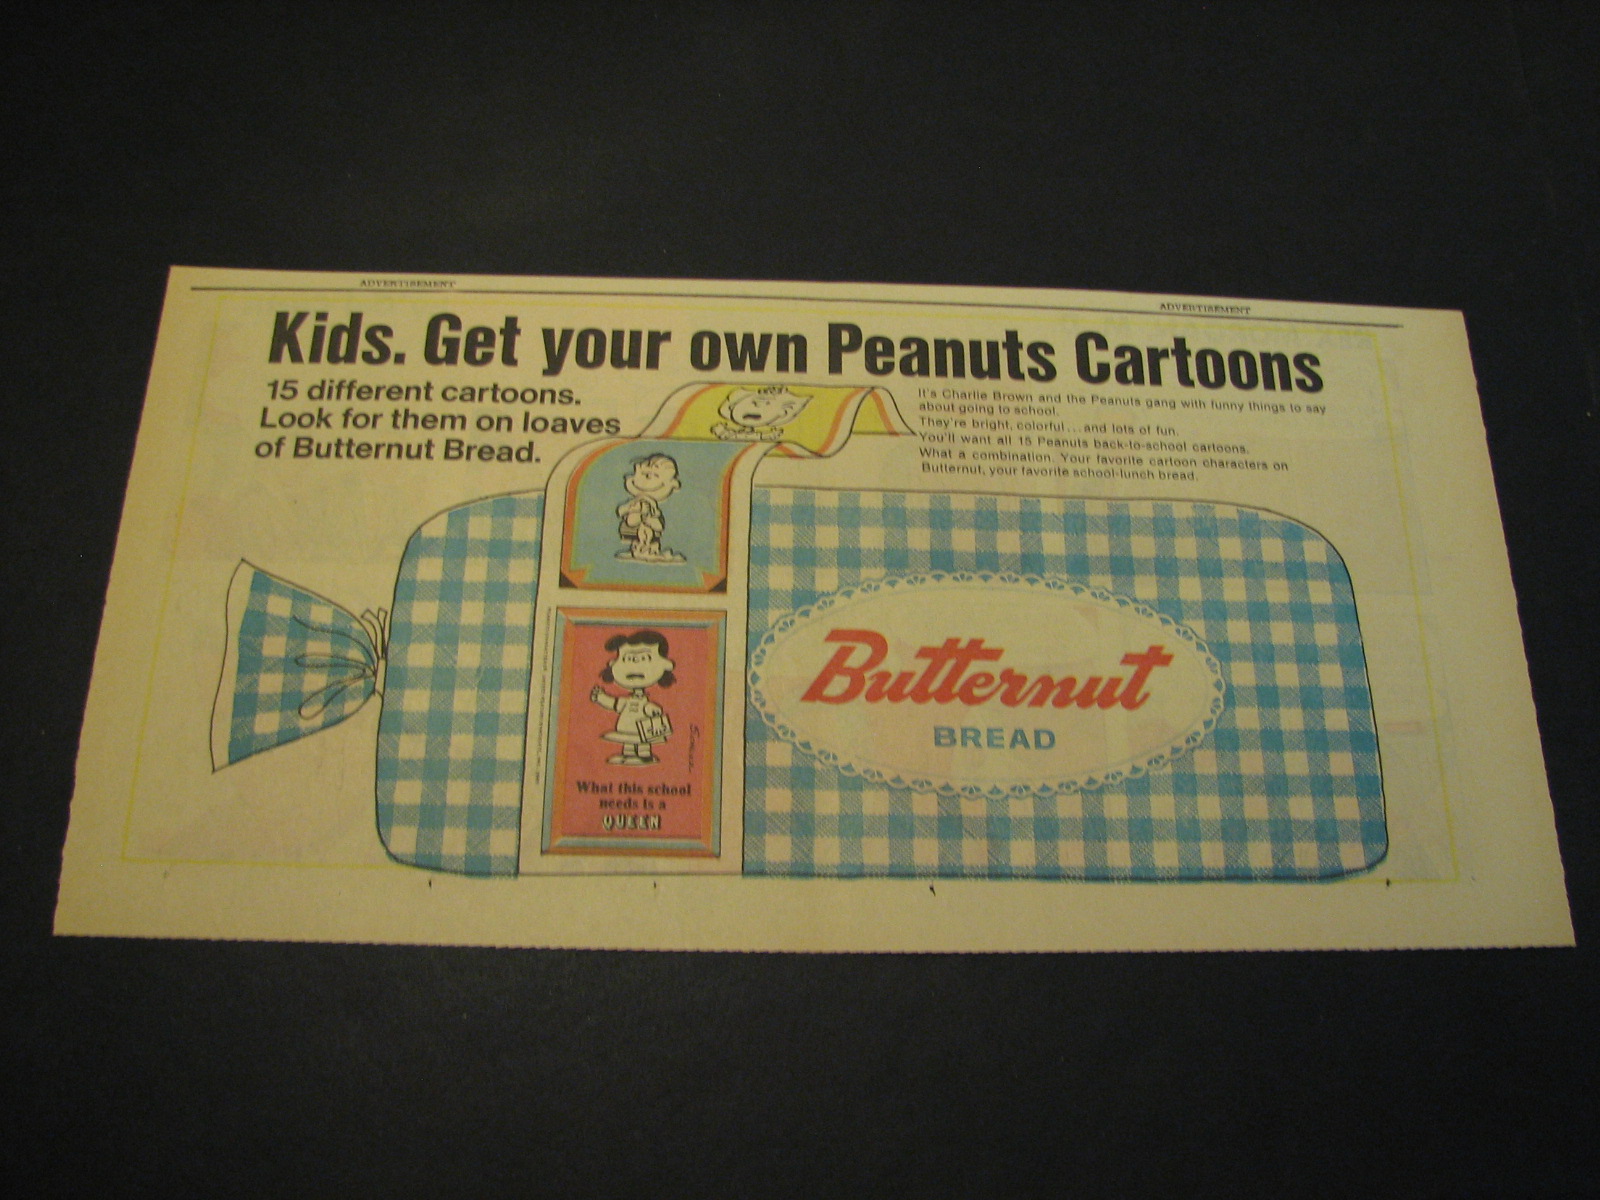 ADVERTISEMENT
ADVERTISEMENT
Kids. Get your own Peanuts Cartoons
15 different cartoons.
Look for them on loaves
of Butternut Bread.
It's Charlie Brown and the Peanuts gang with funny things to say
about going to school.
They're bright, colorful...and lots of fun.
You'll want all 15 Peanuts back-to-school cartoons.
What a combination. Your favorite cartoon characters on
Butternut, your favorite school-lunch bread.
Butternut
BREAD
SCHULZ
What this school
needs is a
QUEEN